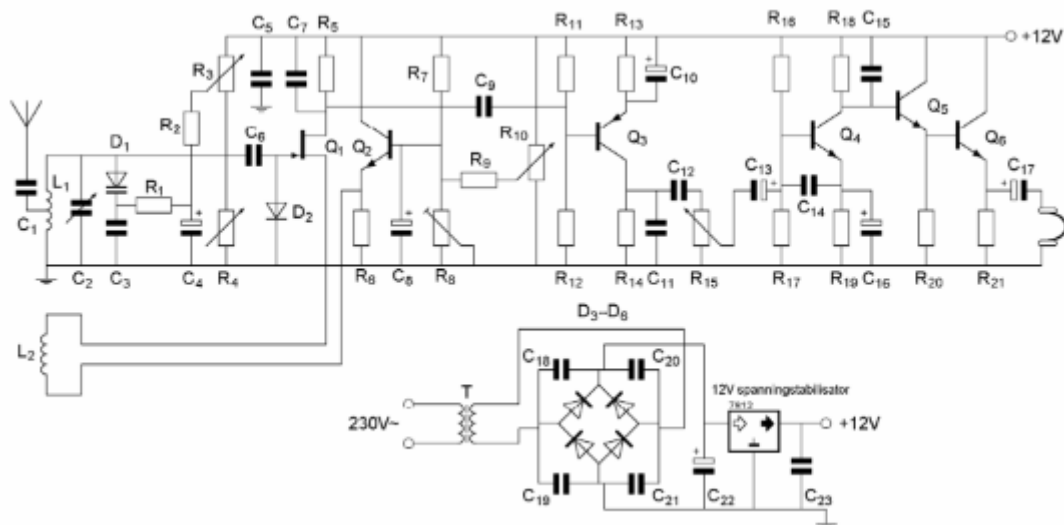 C5 C7 R5 R11 R13 R16 R18 C15
+12V
R3 R7 C9 C10
R2 R10 Q5
D1 C6 Q1 Q2 Q3 Q4 Q6
L1 R1 R9 C12 C13 C17
C1 D2 C14
C2 C3 C4 R4 R6 C8 R8 R12 R14 C11 R15 R17 R19 C16 R20 R21
D3–D6
L2 C18 C20
T 12V spanningstabilisator
7812
230V~ +12V
C19 C21 C22 C23